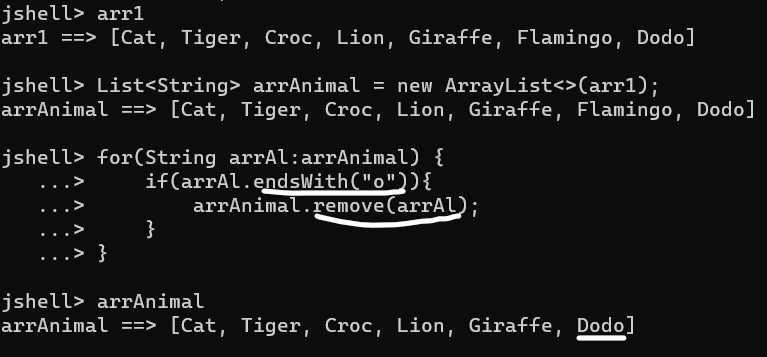 jshell> arr1
arr1 ==> [Cat, Tiger, Croc, Lion, Giraffe, Flamingo, Dodo]
jshell> List<String> arrAnimal = new ArrayList<>(arr1);
arrAnimal ==> [Cat, Tiger, Croc, Lion, Giraffe, Flamingo, Dodo]
jshell> for(String arrAl:arrAnimal) {
...> if(arrAl.endsWith("o")){
...> arrAnimal.remove(arrAl);
...> }
...> }
jshell> arrAnimal
arrAnimal ==> [Cat, Tiger, Croc, Lion, Giraffe, Dodo]